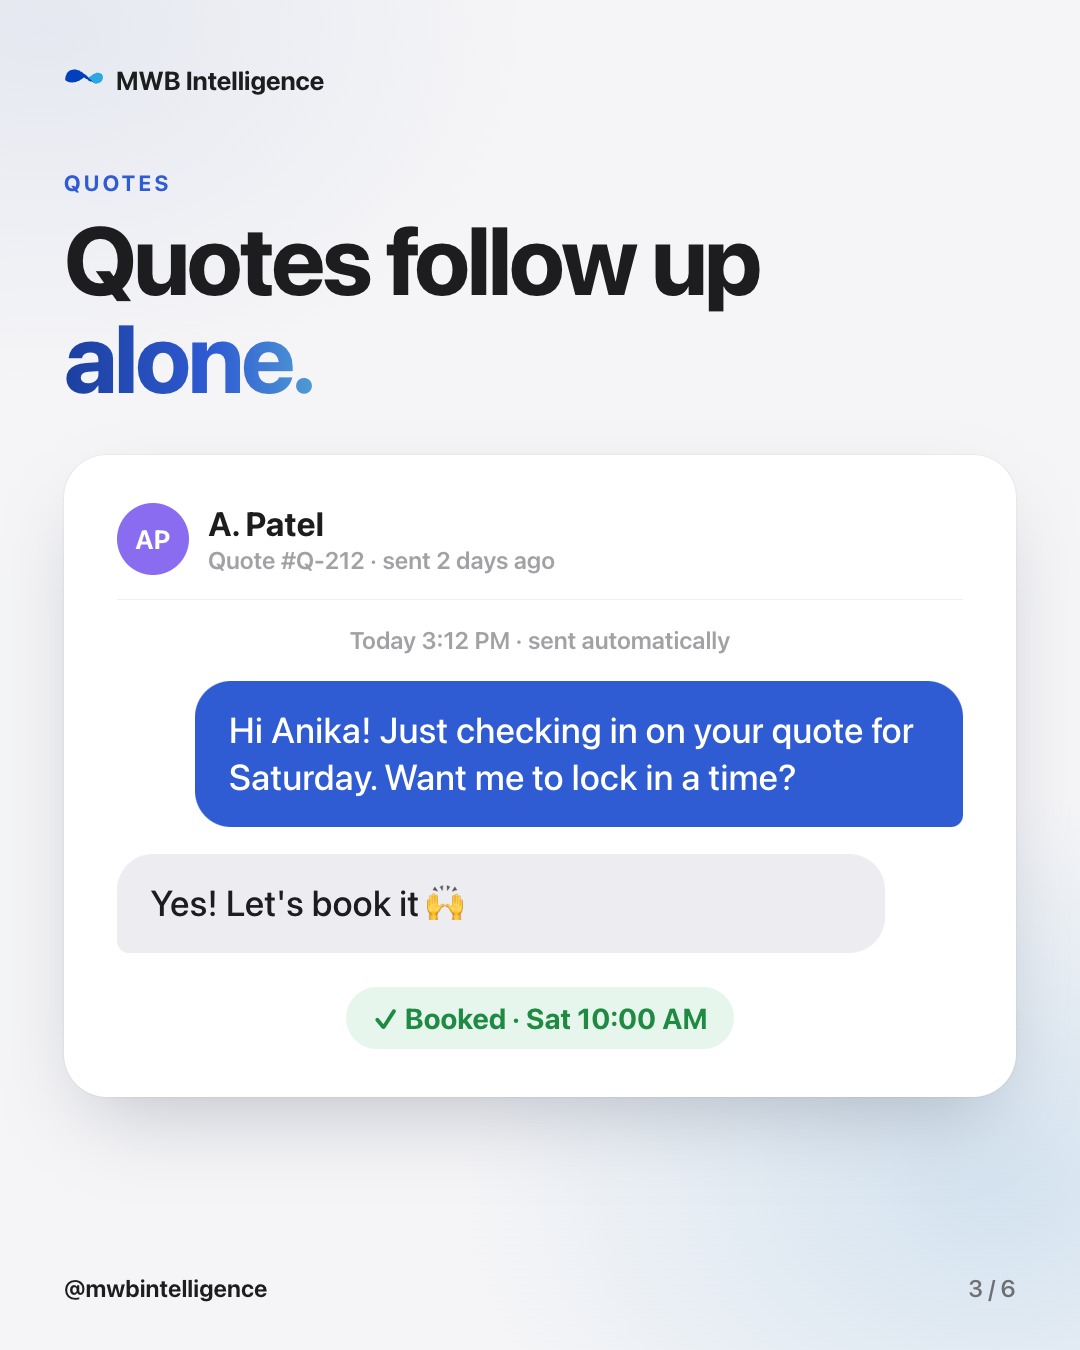 MWB Intelligence
QUOTES
Quotes follow up
alone.
AP
A. Patel
Quote #Q-212 · sent 2 days ago
Today 3:12 PM · sent automatically
Hi Anika! Just checking in on your quote for
Saturday. Want me to lock in a time?
Yes! Let's book it 🙌
✓ Booked · Sat 10:00 AM
@mwbintelligence
3 / 6